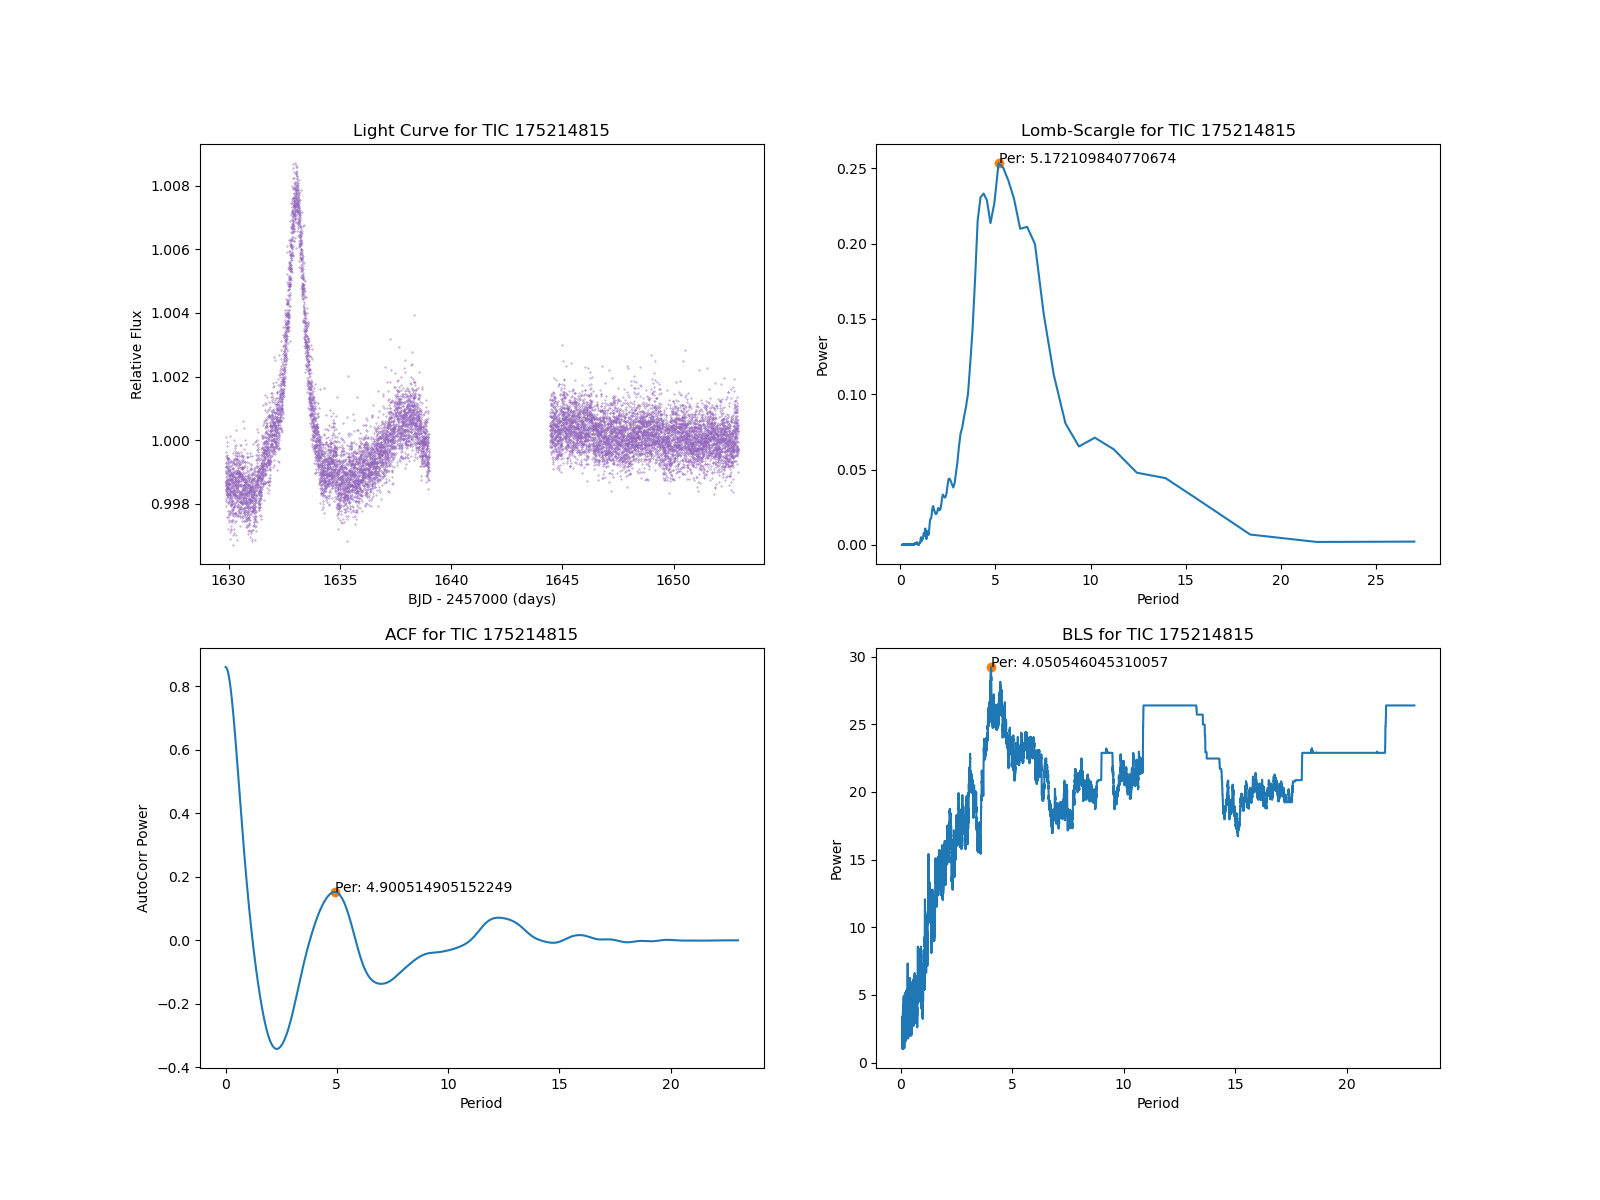 Light Curve for TIC 175214815
Relative Flux
1.008
1.006
1.004
1.002
1.000
0.998
1630 1635 1640 1645 1650
BJD - 2457000 (days)
Lomb-Scargle for TIC 175214815
Per: 5.172109840770674
Power
0.25
0.20
0.15
0.10
0.05
0.00
0 5 10 15 20 25
Period
ACF for TIC 175214815
Per: 4.900514905152249
AutoCorr Power
0.8
0.6
0.4
0.2
0.0
−0.2
−0.4
0 5 10 15 20
Period
BLS for TIC 175214815
Per: 4.050546045310057
Power
30
25
20
15
10
5
0
0 5 10 15 20
Period